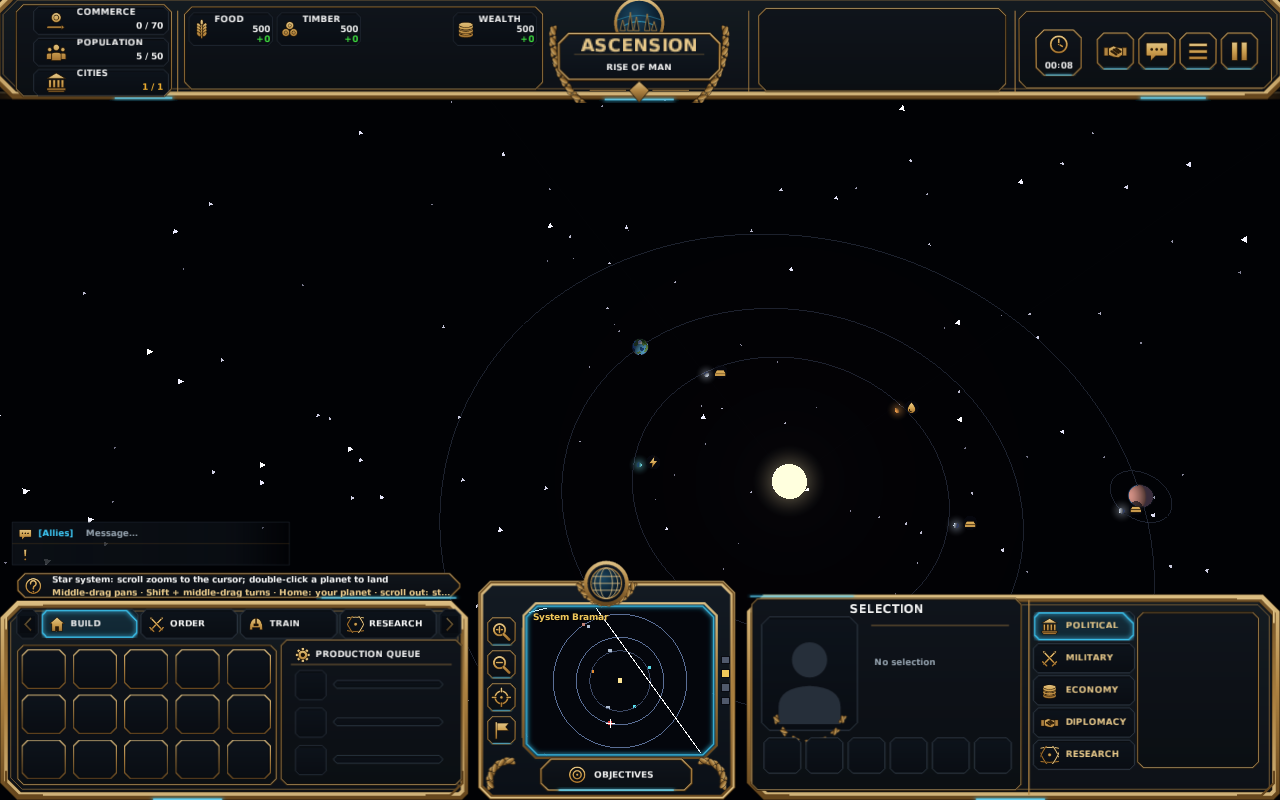 COMMERCE
0 / 70
POPULATION
5 / 50
CITIES
1 / 1
FOOD
500
+0
TIMBER
500
+0
WEALTH
500
+0
ASCENSION
RISE OF MAN
00:08
[Allies] Message...
!
Star system: scroll zooms to the cursor; double-click a planet to land
Middle-drag pans · Shift + middle-drag turns · Home: your planet · scroll out: st...
BUILD
ORDER
TRAIN
RESEARCH
PRODUCTION QUEUE
System Bramar
OBJECTIVES
SELECTION
No selection
POLITICAL
MILITARY
ECONOMY
DIPLOMACY
RESEARCH